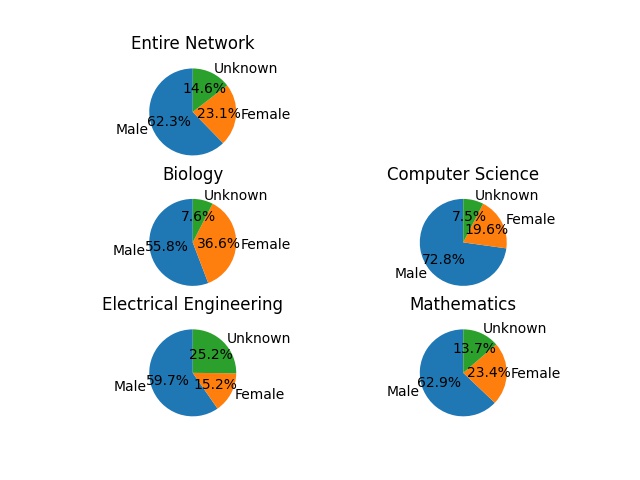 Entire Network
Unknown
14.6%
23.1%
Female
62.3%
Male
Biology
Unknown
7.6%
36.6%
Female
55.8%
Male
Computer Science
Unknown
7.5%
Female
19.6%
72.8%
Male
Electrical Engineering
Unknown
25.2%
59.7%
Male
15.2%
Female
Mathematics
Unknown
13.7%
23.4%
Female
62.9%
Male